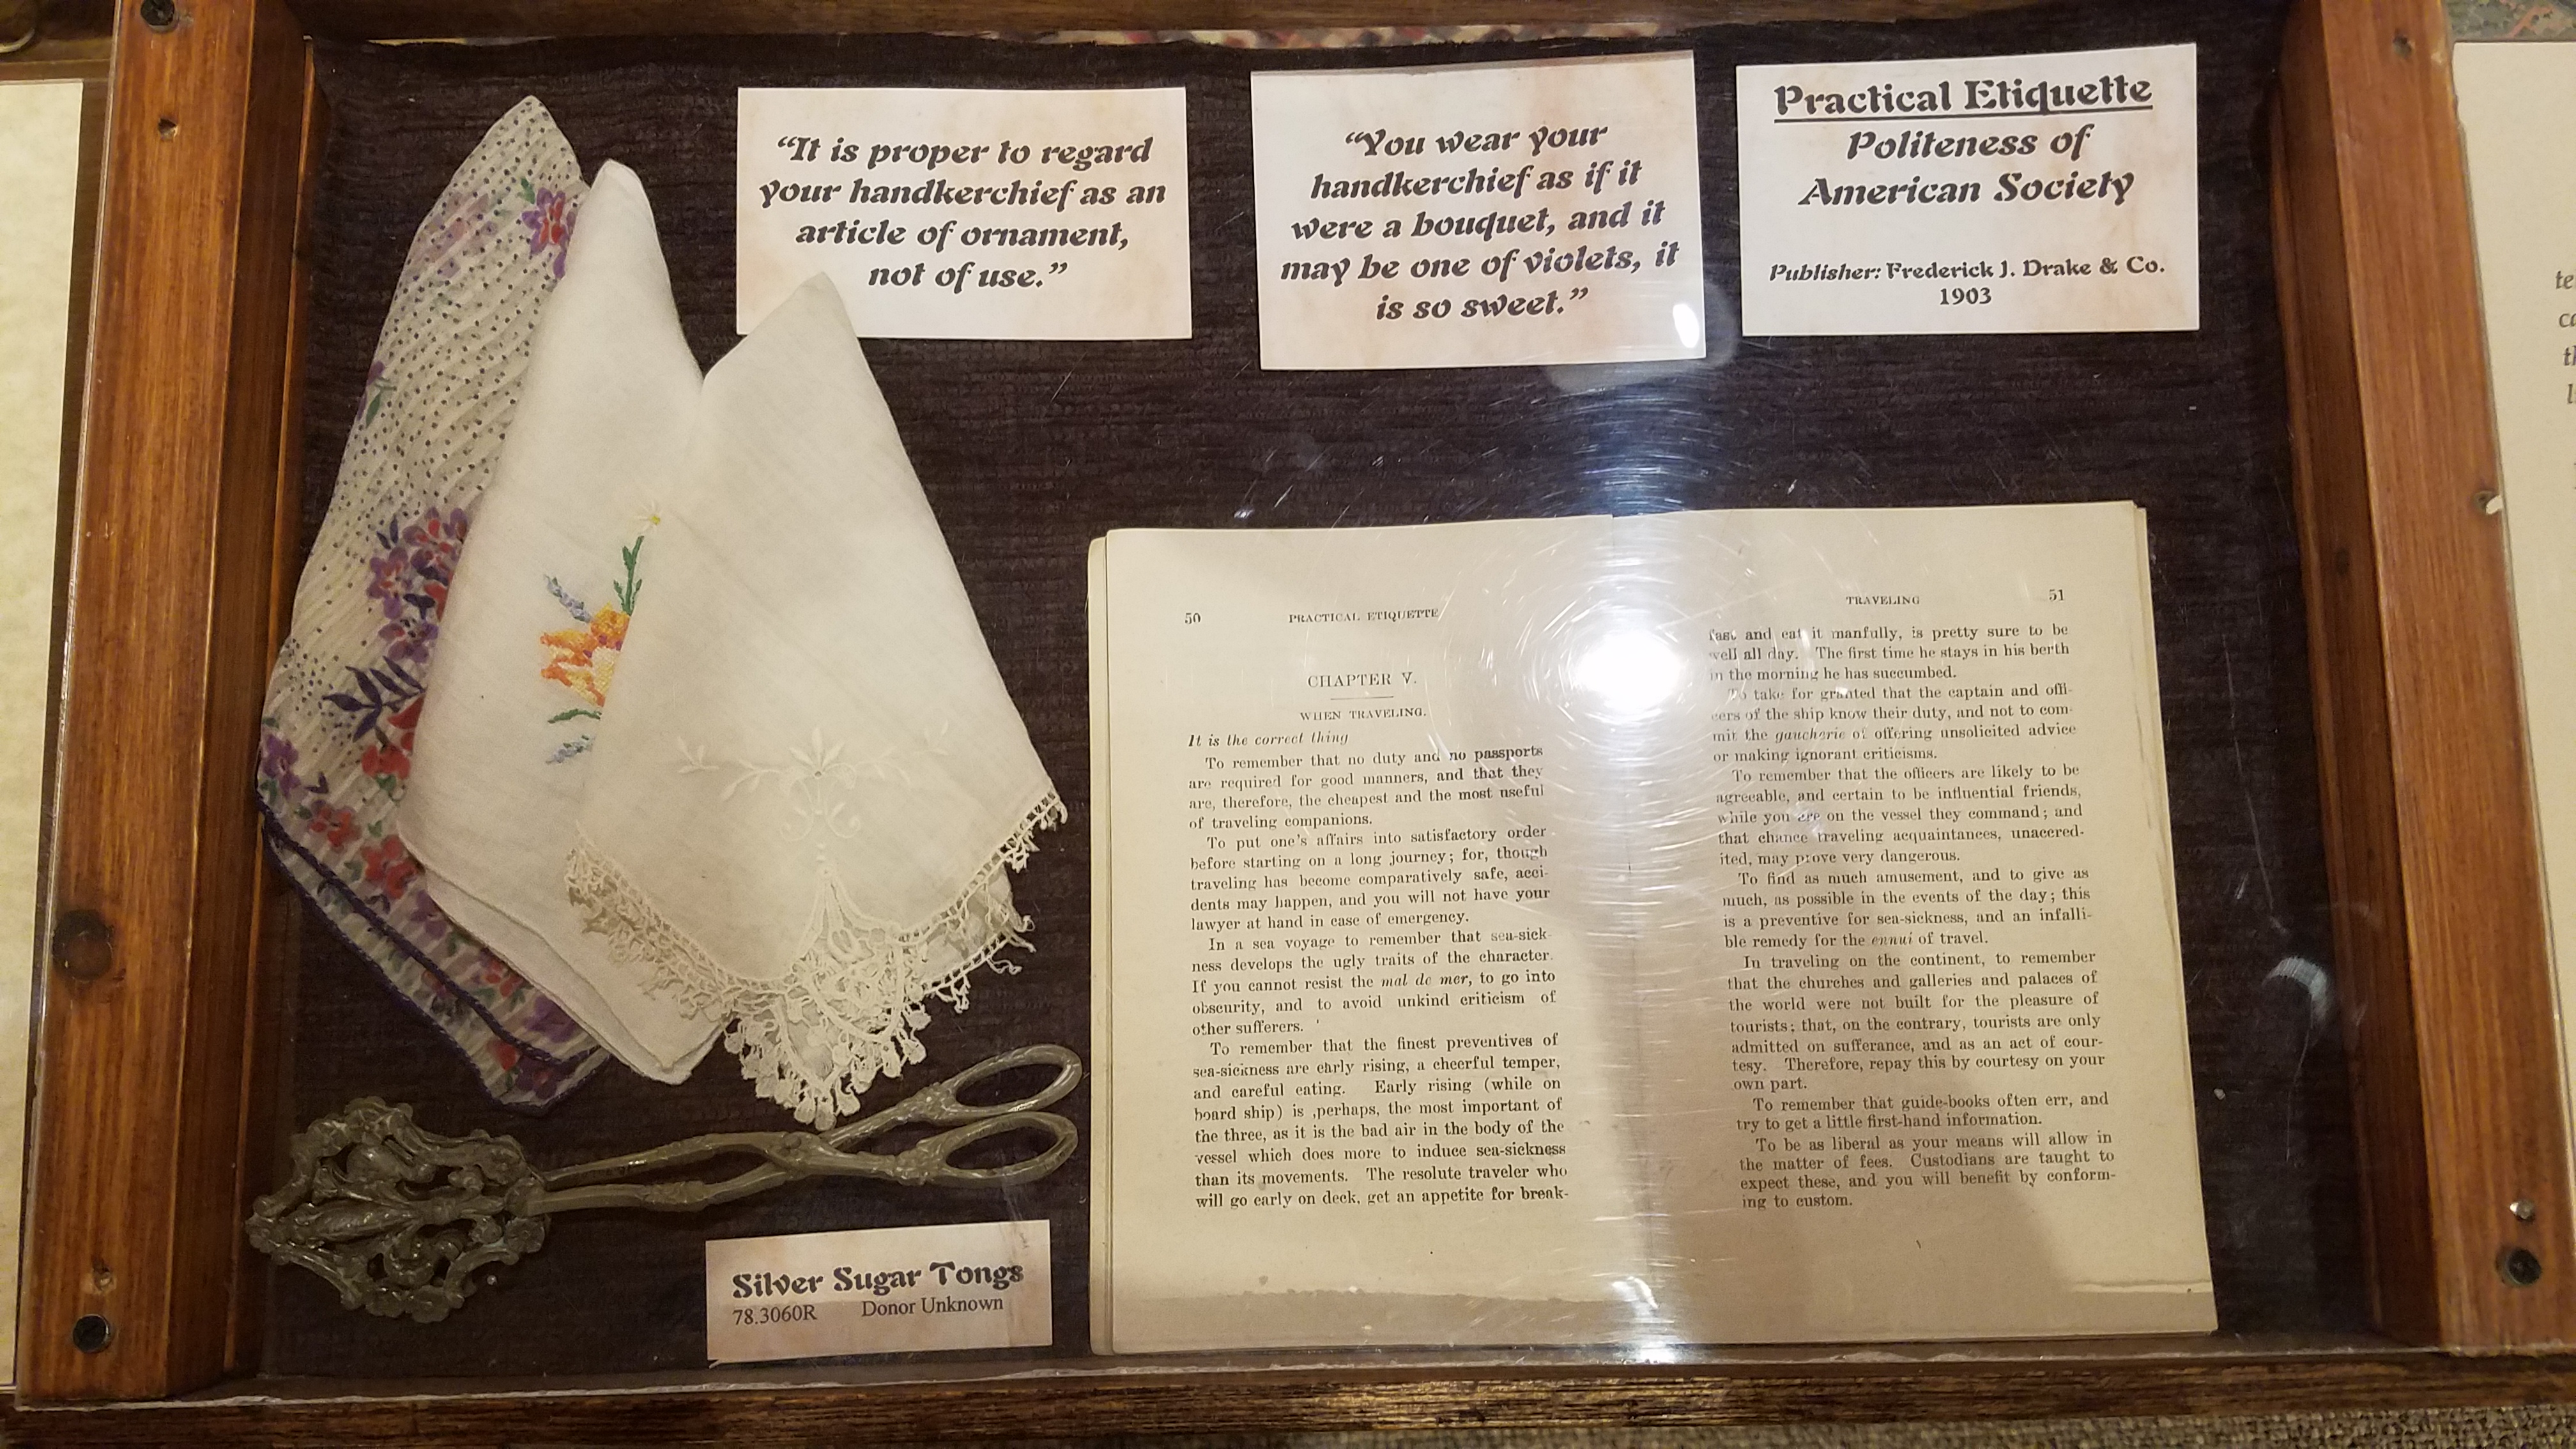 “It is proper to regard
your handkerchief as an
article of ornament,
not of use.”
“You wear your
handkerchief as if it
were a bouquet, and it
may be one of violets, it
is so sweet.”
Practical Etiquette
Politeness of
American Society
Publisher: Frederick J. Drake & Co.
1903
50 PRACTICAL ETIQUETTE
CHAPTER V.
WHEN TRAVELING.
It is the correct thing
To remember that no duty and no passports
are required for good manners, and that they
are, therefore, the cheapest and the most useful
of traveling companions.
To put one's affairs into satisfactory order
before starting on a long journey; for, though
traveling has become comparatively safe, acci-
dents may happen, and you will not have your
lawyer at hand in case of emergency.
In a sea voyage to remember that sea-sick-
ness develops the ugly traits of the character.
If you cannot resist the mal de mer, to go into
obscurity, and to avoid unkind criticism of
other sufferers.
To remember that the finest preventives of
sea-sickness are early rising, a cheerful temper,
and careful eating. Early rising (while on
board ship) is ,perhaps, the most important of
the three, as it is the bad air in the body of the
vessel which does more to induce sea-sickness
than its movements. The resolute traveler who
will go early on deck, get an appetite for break-
TRAVELING 51
fast and eat it manfully, is pretty sure to be
well all day. The first time he stays in his berth
in the morning he has succumbed.
To take for granted that the captain and offi-
cers of the ship know their duty, and not to com-
mit the gaucherie of offering unsolicited advice
or making ignorant criticisms.
To remember that the officers are likely to be
agreeable, and certain to be influential friends,
while you are on the vessel they command; and
that chance traveling acquaintances, unaccred-
ited, may prove very dangerous.
To find as much amusement, and to give as
much, as possible in the events of the day; this
is a preventive for sea-sickness, and an infalli-
ble remedy for the ennui of travel.
In traveling on the continent, to remember
that the churches and galleries and palaces of
the world were not built for the pleasure of
tourists; that, on the contrary, tourists are only
admitted on sufferance, and as an act of cour-
tesy. Therefore, repay this by courtesy on your
own part.
To remember that guide-books often err, and
try to get a little first-hand information.
To be as liberal as your means will allow in
the matter of fees. Custodians are taught to
expect these, and you will benefit by conform-
ing to custom.
Silver Sugar Tongs
78.3060R Donor Unknown